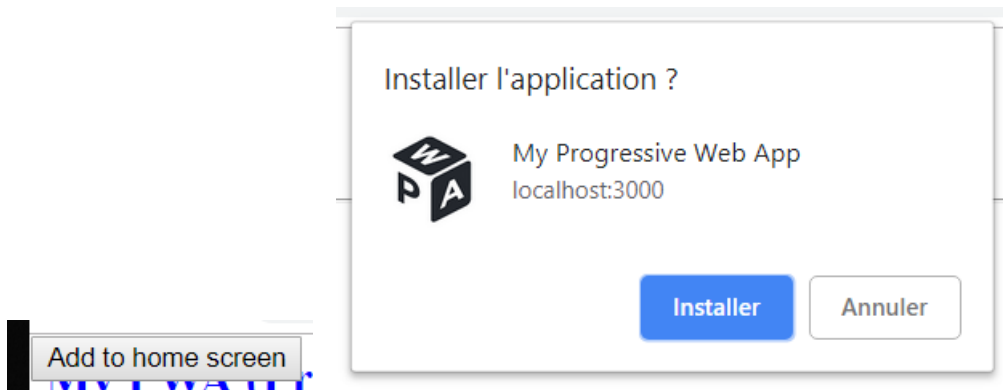 Installer l'application ?
W
P A
My Progressive Web App
localhost:3000
Installer Annuler
Add to home screen